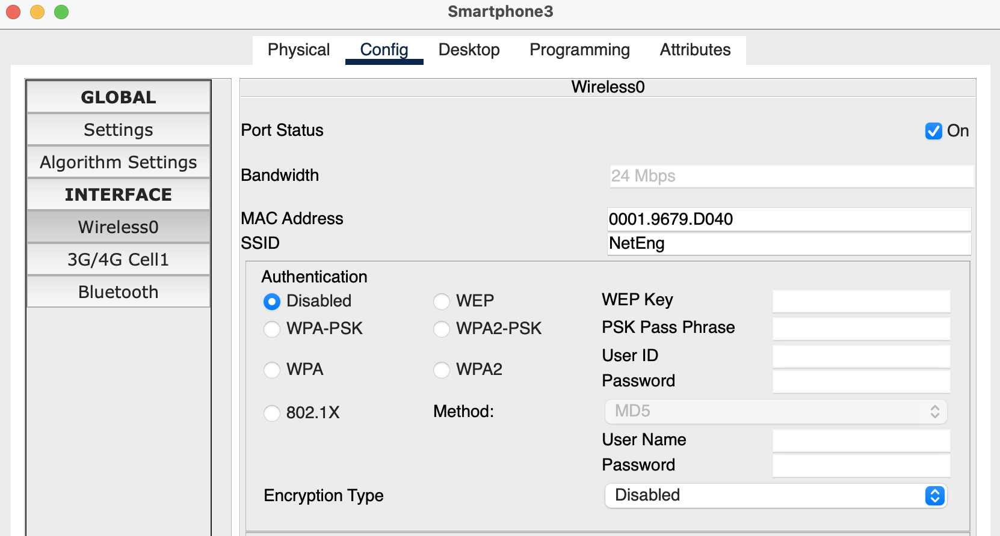 Smartphone3
Physical Config Desktop Programming Attributes
GLOBAL
Settings
Algorithm Settings
INTERFACE
Wireless0
3G/4G Cell1
Bluetooth
Wireless0
Port Status On
Bandwidth 24 Mbps
MAC Address 0001.9679.D040
SSID NetEng
Authentication
Disabled WEP WEP Key
WPA-PSK WPA2-PSK PSK Pass Phrase
User ID
WPA WPA2
Password
802.1X Method: MD5
User Name
Password
Encryption Type Disabled